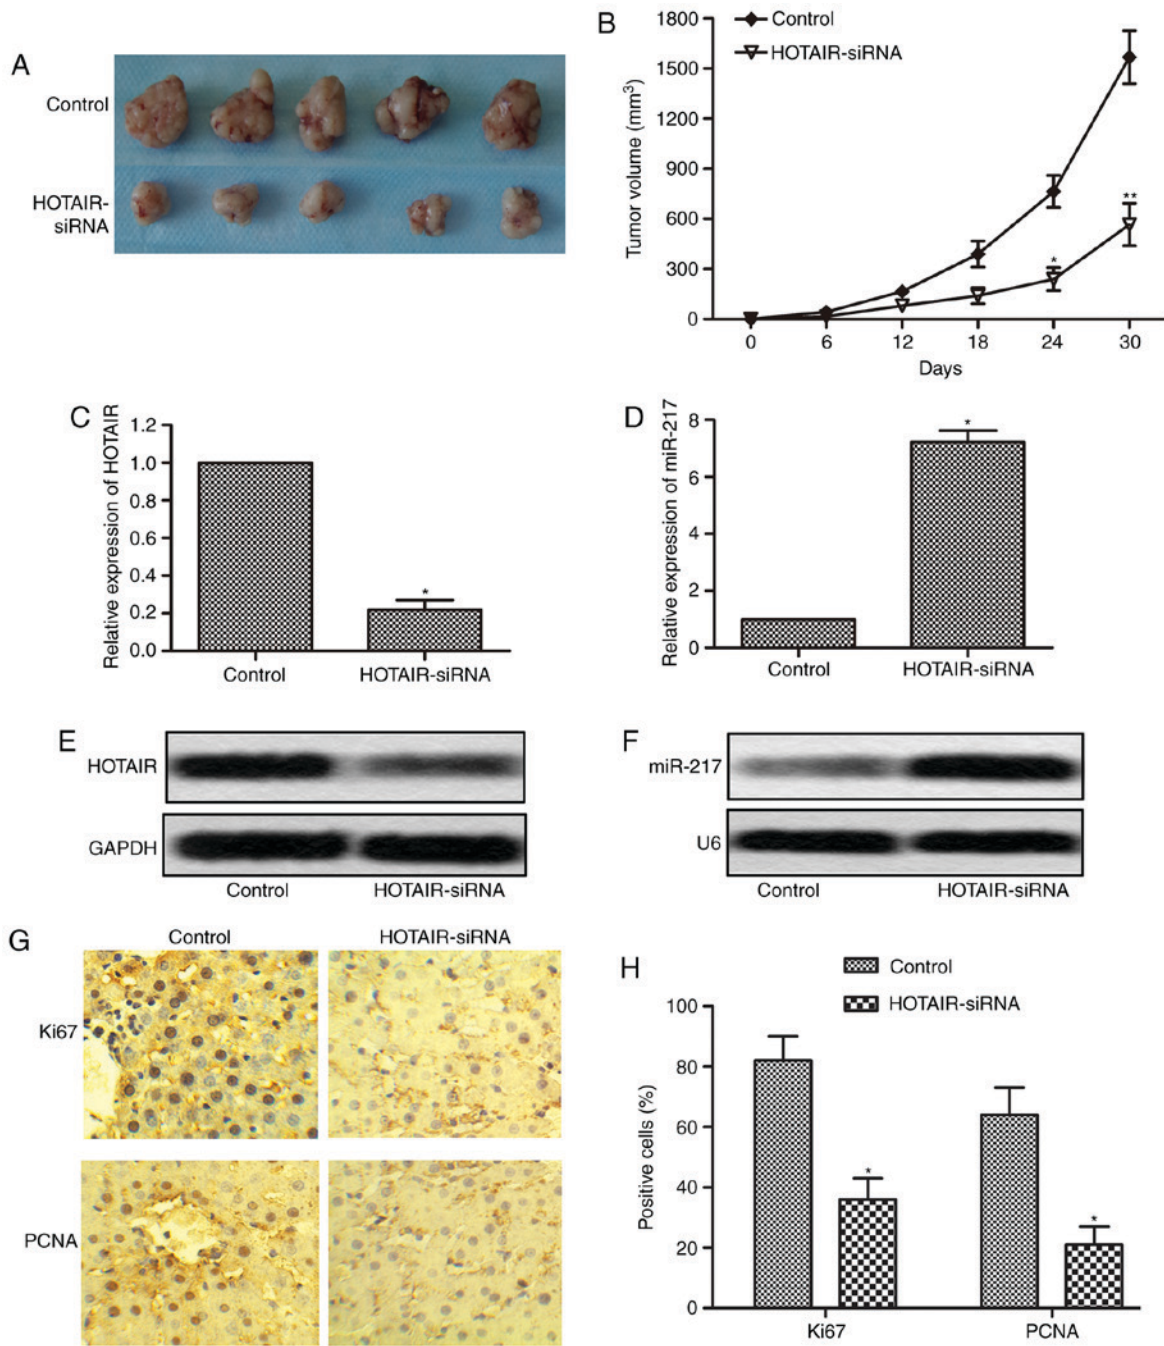 A
Control
HOTAIR-
siRNA
B
Control
HOTAIR-siRNA
Tumor volume (mm³)
1800
1500
1200
900
600
300
0
*
**
0 6 12 18 24 30
Days
C
Relative expression of HOTAIR
1.2
1.0
0.8
0.6
0.4
0.2
0.0
*
Control HOTAIR-siRNA
D
Relative expression of miR-217
8
6
4
2
0
*
Control HOTAIR-siRNA
E
HOTAIR
GAPDH
Control HOTAIR-siRNA
F
miR-217
U6
Control HOTAIR-siRNA
G
Control HOTAIR-siRNA
Ki67
PCNA
H
Control
HOTAIR-siRNA
Positive cells (%)
100
80
60
40
20
0
*
*
Ki67 PCNA